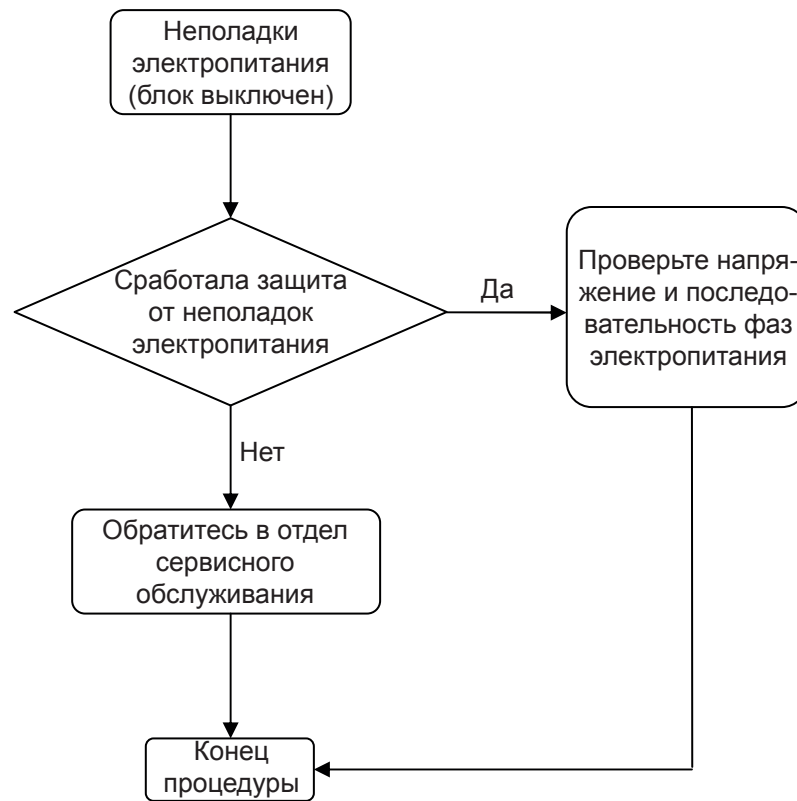 Неполадки
электропитания
(блок выключен)
Сработала защита
от неполадок
электропитания
Да
Проверьте напря-
жение и последо-
вательность фаз
электропитания
Нет
Обратитесь в отдел
сервисного
обслуживания
Конец
процедуры